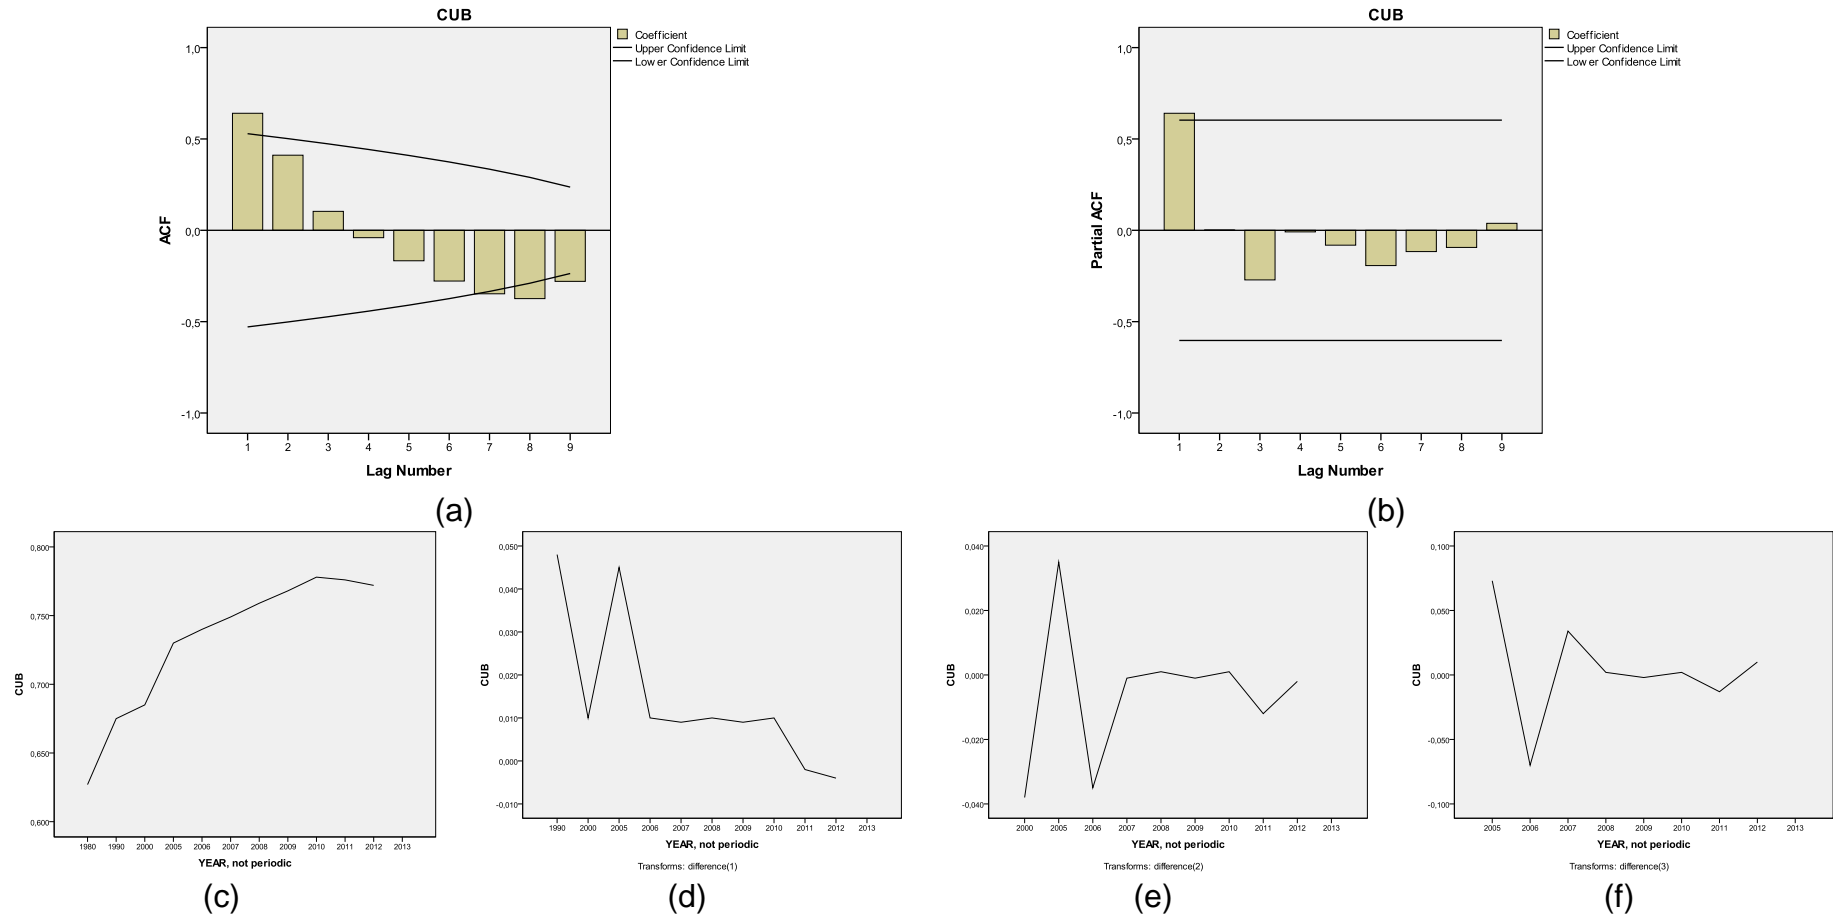 CUB
Coefficient
Upper Confidence Limit
Lower Confidence Limit
1,0
0,5
0,0
-0,5
-1,0
ACF
1 2 3 4 5 6 7 8 9
Lag Number
(a)
CUB
Coefficient
Upper Confidence Limit
Lower Confidence Limit
1,0
0,5
0,0
-0,5
-1,0
Partial ACF
1 2 3 4 5 6 7 8 9
Lag Number
(b)
0,800
0,750
0,700
0,650
0,600
CUB
1980 1990 2000 2005 2006 2007 2008 2009 2010 2011 2012 2013
YEAR, not periodic
(c)
0,050
0,040
0,030
0,020
0,010
0,000
-0,010
CUB
1990 2000 2005 2006 2007 2008 2009 2010 2011 2012 2013
YEAR, not periodic
Transforms: difference(1)
(d)
0,040
0,020
0,000
-0,020
-0,040
CUB
2000 2005 2006 2007 2008 2009 2010 2011 2012 2013
YEAR, not periodic
Transforms: difference(2)
(e)
0,100
0,050
0,000
-0,050
-0,100
CUB
2005 2006 2007 2008 2009 2010 2011 2012 2013
YEAR, not periodic
Transforms: difference(3)
(f)